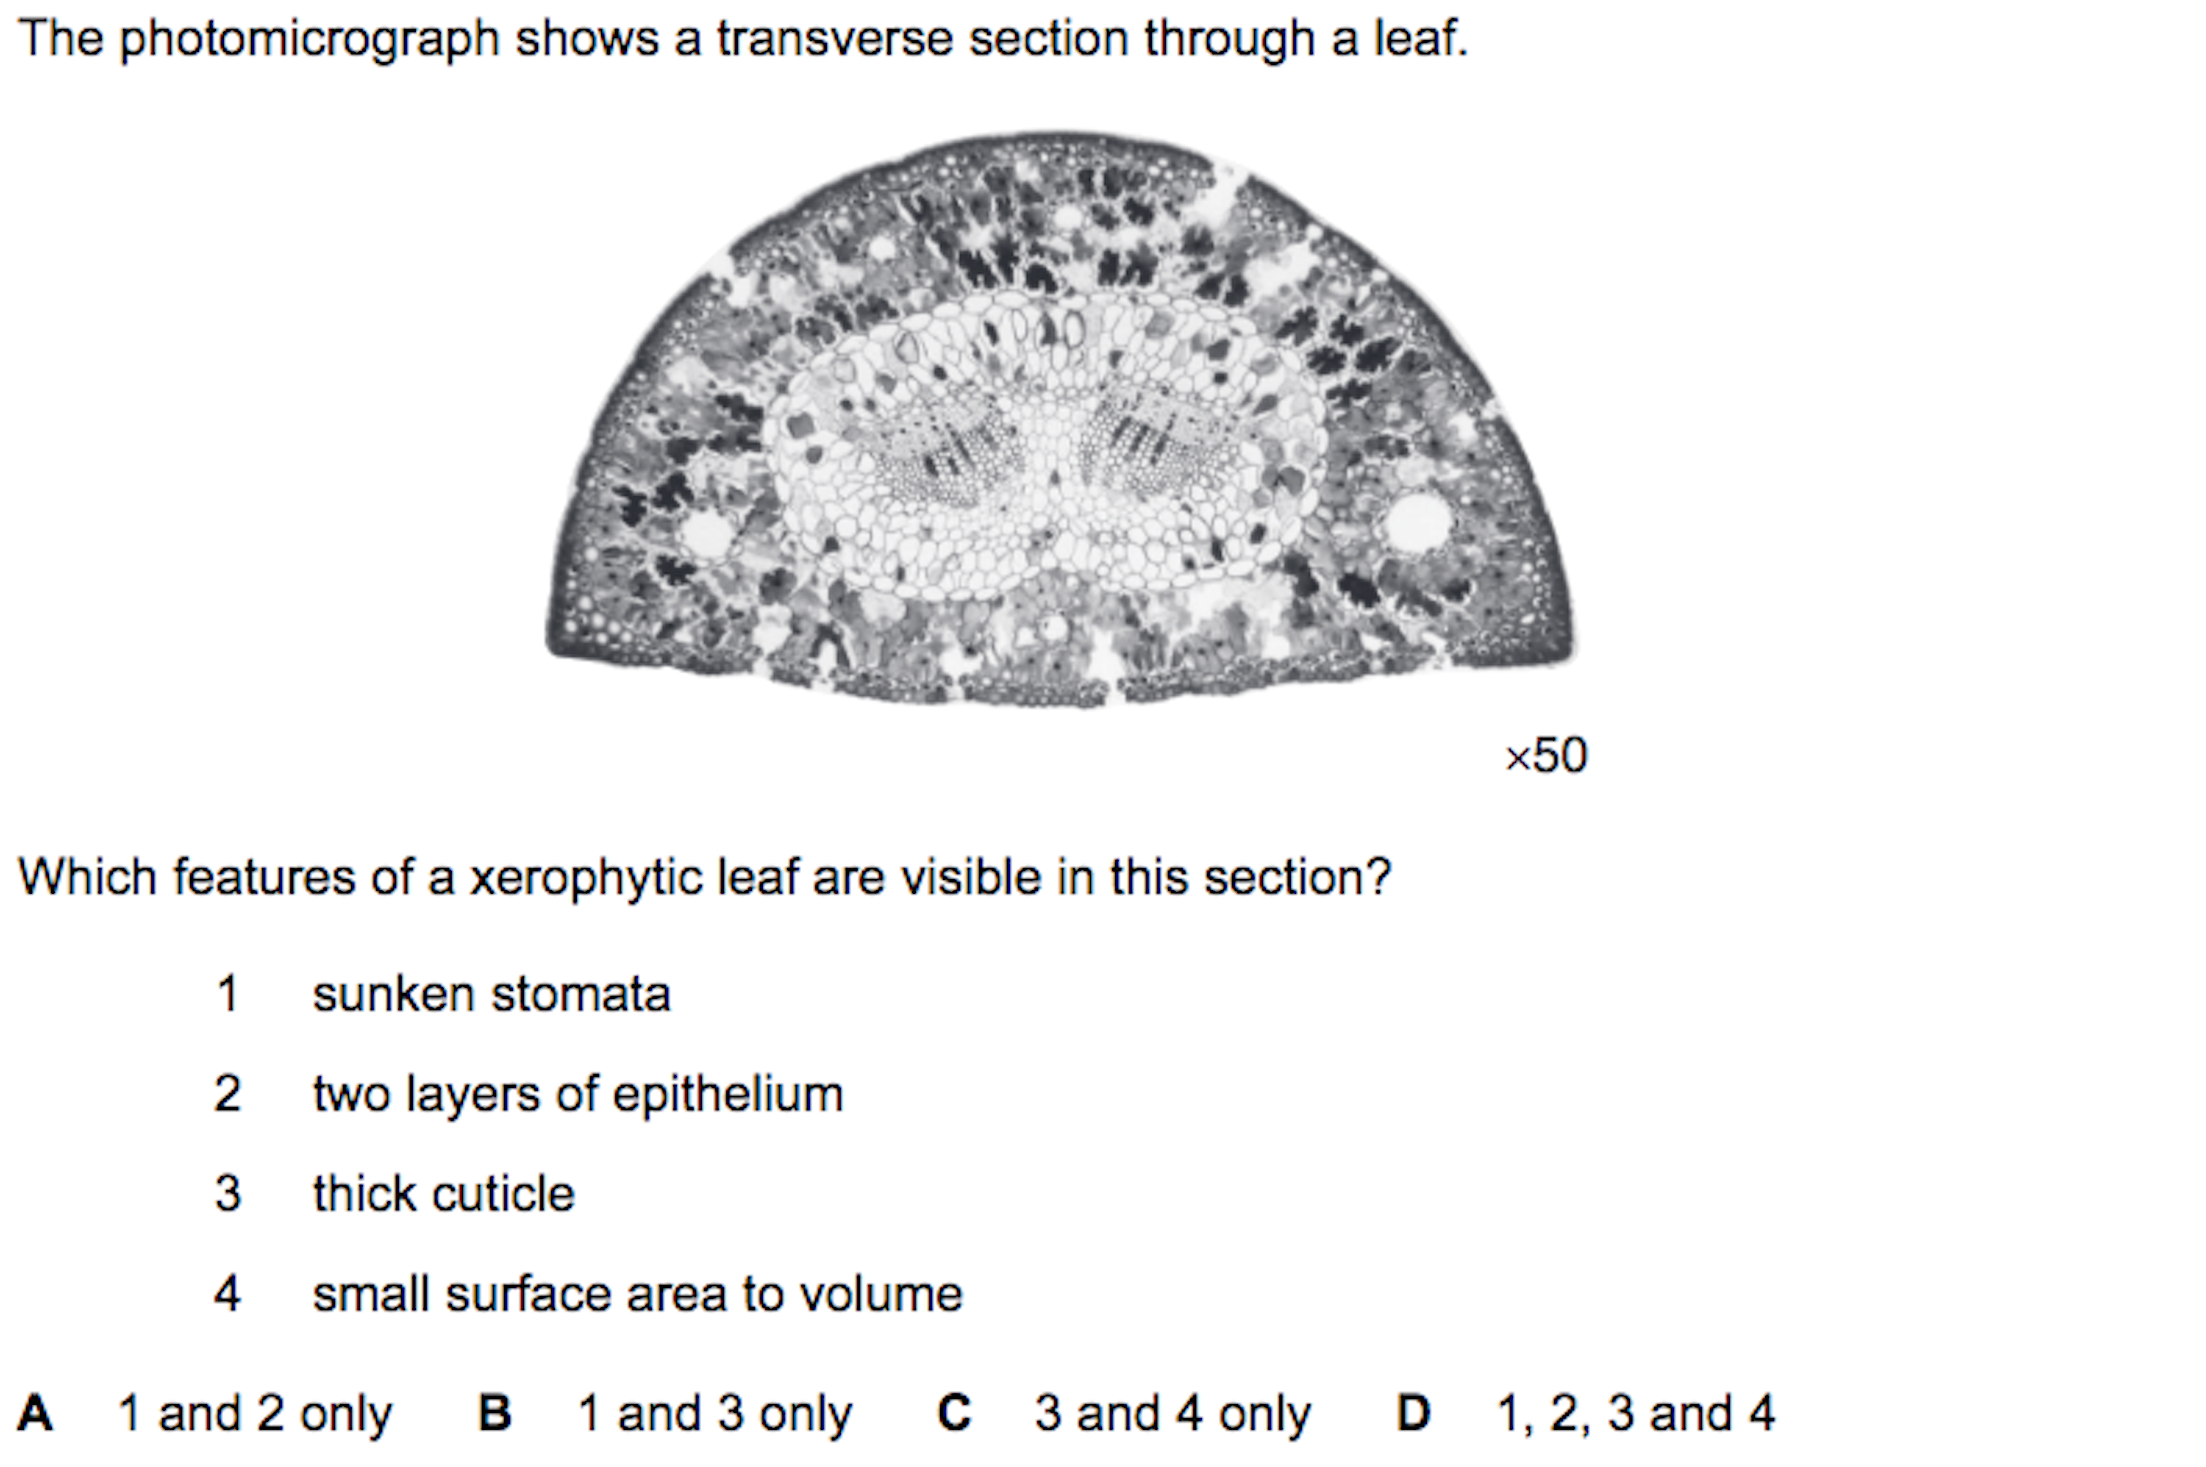 The photomicrograph shows a transverse section through a leaf.
×50
Which features of a xerophytic leaf are visible in this section?
1 sunken stomata
2 two layers of epithelium
3 thick cuticle
4 small surface area to volume
A 1 and 2 only B 1 and 3 only C 3 and 4 only D 1, 2, 3 and 4